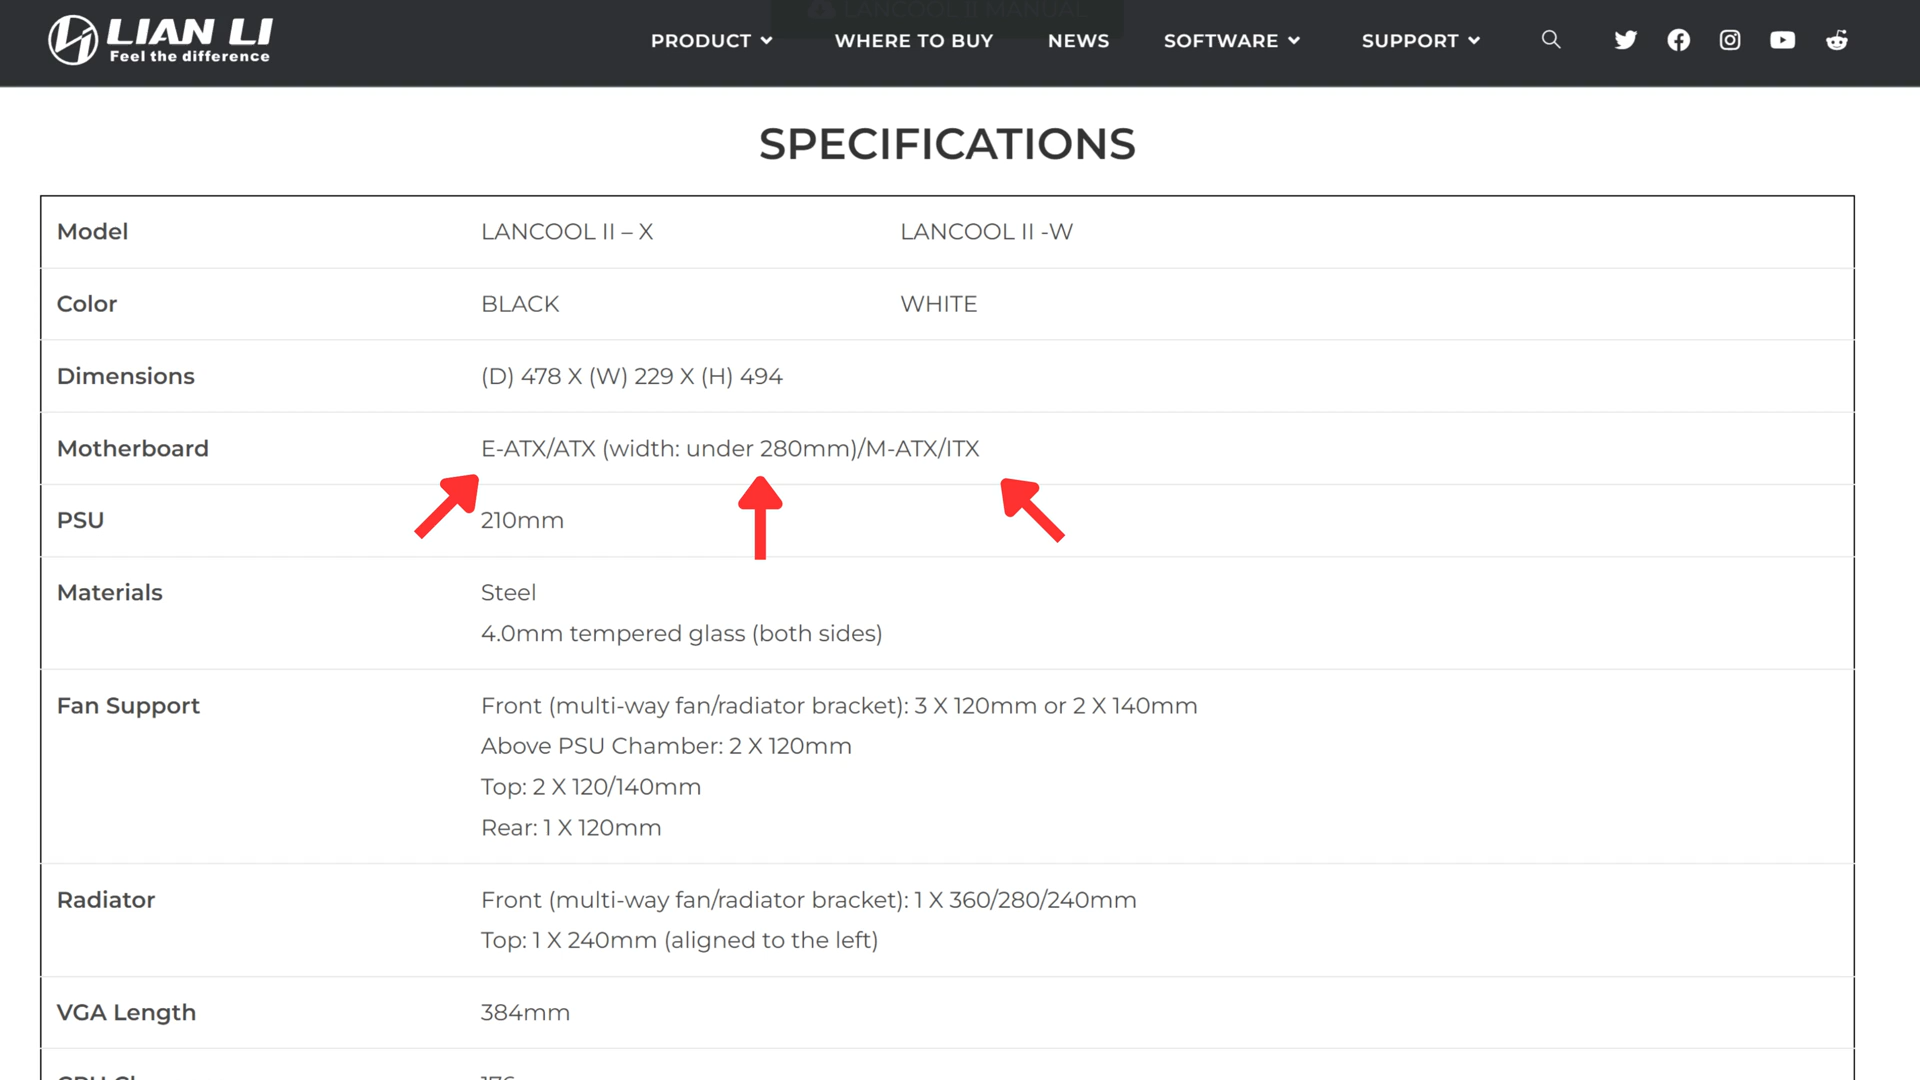 LANCOOL II MANUAL
LIAN LI
Feel the difference
PRODUCT WHERE TO BUY NEWS SOFTWARE SUPPORT
SPECIFICATIONS
Model LANCOOL II – X LANCOOL II -W
Color BLACK WHITE
Dimensions (D) 478 X (W) 229 X (H) 494
Motherboard E-ATX/ATX (width: under 280mm)/M-ATX/ITX
PSU 210mm
Materials Steel
4.0mm tempered glass (both sides)
Fan Support Front (multi-way fan/radiator bracket): 3 X 120mm or 2 X 140mm
Above PSU Chamber: 2 X 120mm
Top: 2 X 120/140mm
Rear: 1 X 120mm
Radiator Front (multi-way fan/radiator bracket): 1 X 360/280/240mm
Top: 1 X 240mm (aligned to the left)
VGA Length 384mm